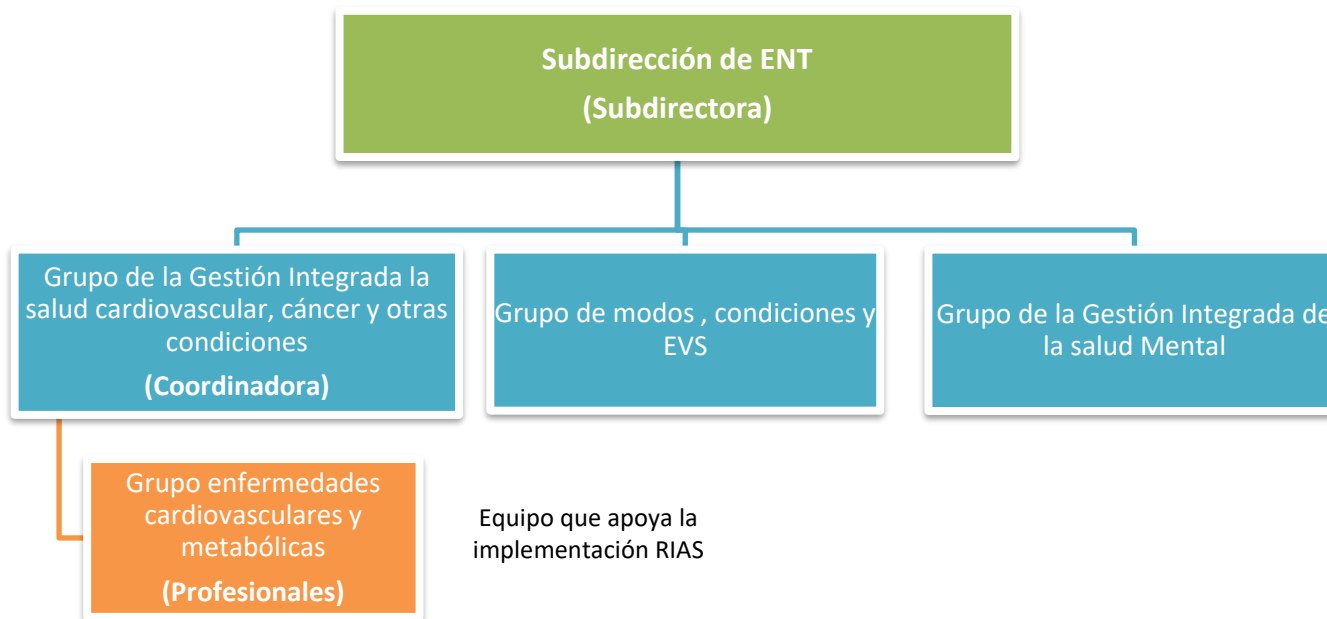 Subdirección de ENT
(Subdirectora)
Grupo de la Gestión Integrada la
salud cardiovascular, cáncer y otras
condiciones
(Coordinadora)
Grupo de modos , condiciones y
EVS
Grupo de la Gestión Integrada de
la salud Mental
Grupo enfermedades
cardiovasculares y
metabólicas
(Profesionales)
Equipo que apoya la
implementación RIAS